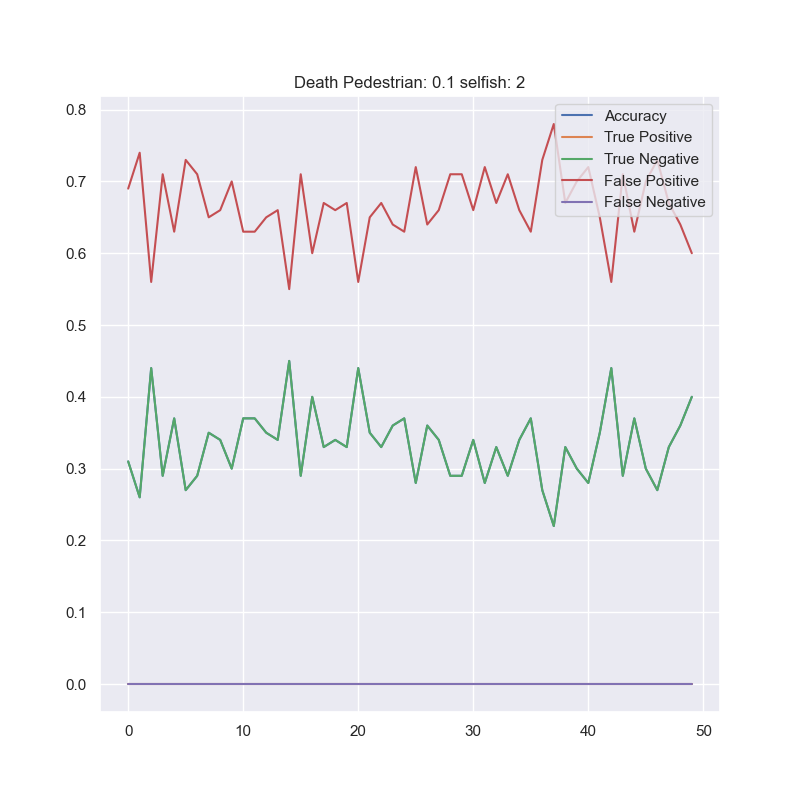 Death Pedestrian: 0.1 selfish: 2
Accuracy
True Positive
True Negative
False Positive
False Negative
0.8
0.7
0.6
0.5
0.4
0.3
0.2
0.1
0.0
0 10 20 30 40 50